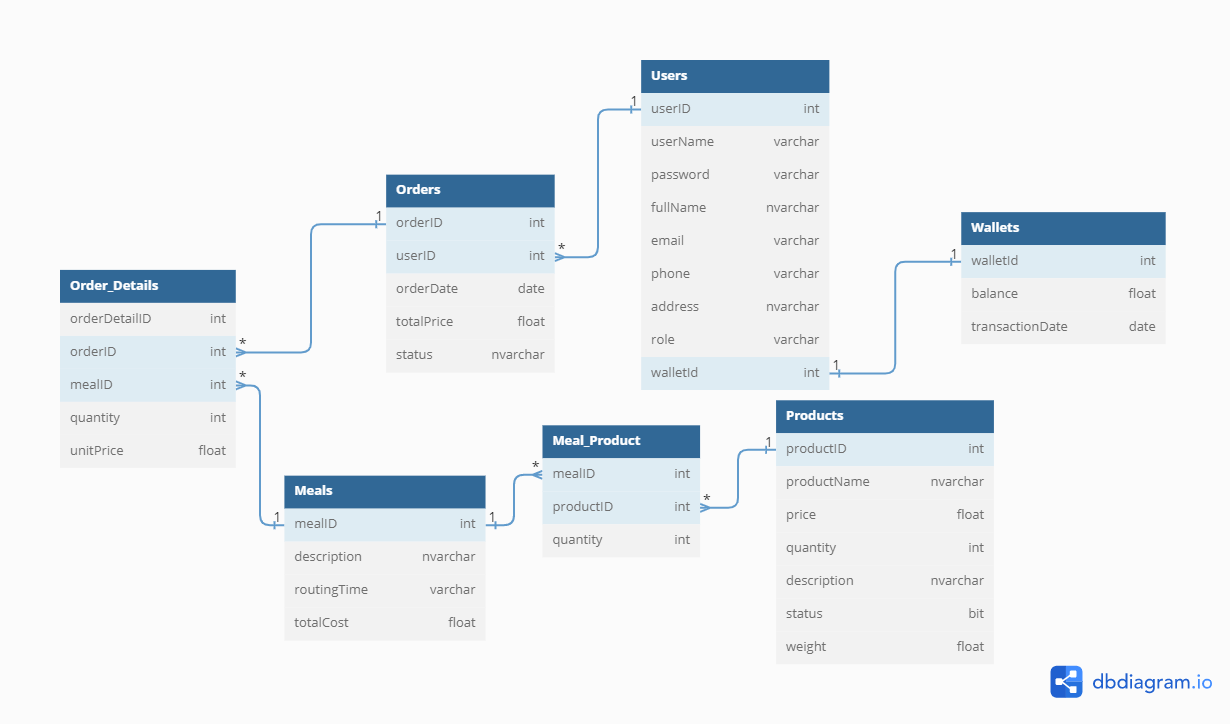 Users
1
userID int
userName varchar
password varchar
fullName nvarchar
email varchar
phone varchar
address nvarchar
role varchar
walletId int
1
Orders
1
orderID int
userID int
*
orderDate date
totalPrice float
status nvarchar
Wallets
1
walletId int
balance float
transactionDate date
Order_Details
orderDetailID int
orderID int
*
mealID int
*
quantity int
unitPrice float
Meals
1
mealID int
1
description nvarchar
routingTime varchar
totalCost float
Meal_Product
*
mealID int
productID int
*
quantity int
Products
1
productID int
productName nvarchar
price float
quantity int
description nvarchar
status bit
weight float
dbdiagram.io